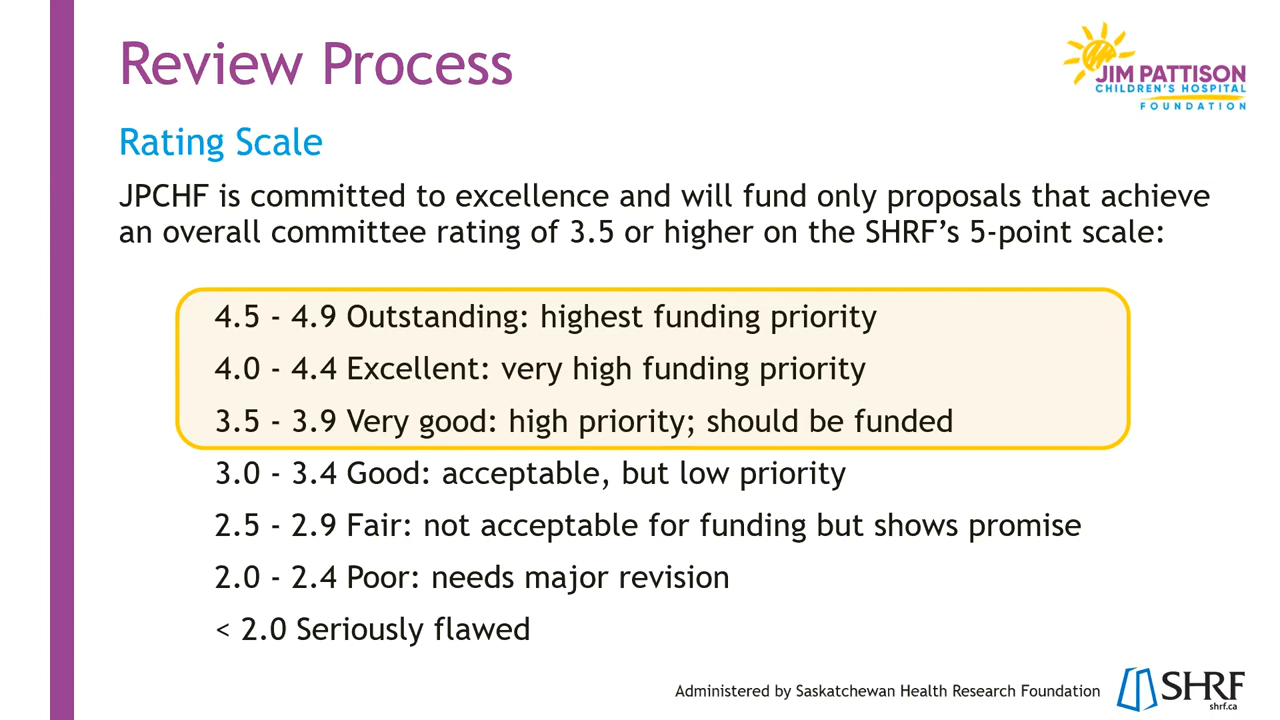 Review Process
JIM PATTISON
CHILDREN'S HOSPITAL
FOUNDATION
Rating Scale
JPCHF is committed to excellence and will fund only proposals that achieve
an overall committee rating of 3.5 or higher on the SHRF’s 5-point scale:
4.5 - 4.9 Outstanding: highest funding priority
4.0 - 4.4 Excellent: very high funding priority
3.5 - 3.9 Very good: high priority; should be funded
3.0 - 3.4 Good: acceptable, but low priority
2.5 - 2.9 Fair: not acceptable for funding but shows promise
2.0 - 2.4 Poor: needs major revision
< 2.0 Seriously flawed
Administered by Saskatchewan Health Research Foundation
SHRF
shrf.ca